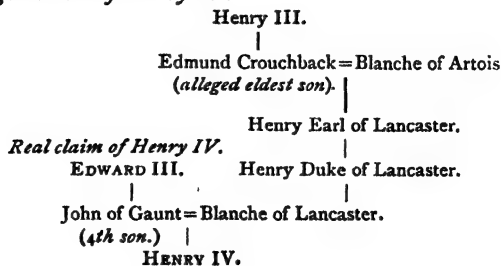 Henry III.
Edmund Crouchback = Blanche of Artois
(alleged eldest son).
Henry Earl of Lancaster.
Real claim of Henry IV.
EDWARD III. Henry Duke of Lancaster.
John of Gaunt = Blanche of Lancaster.
(4th son.)
HENRY IV.